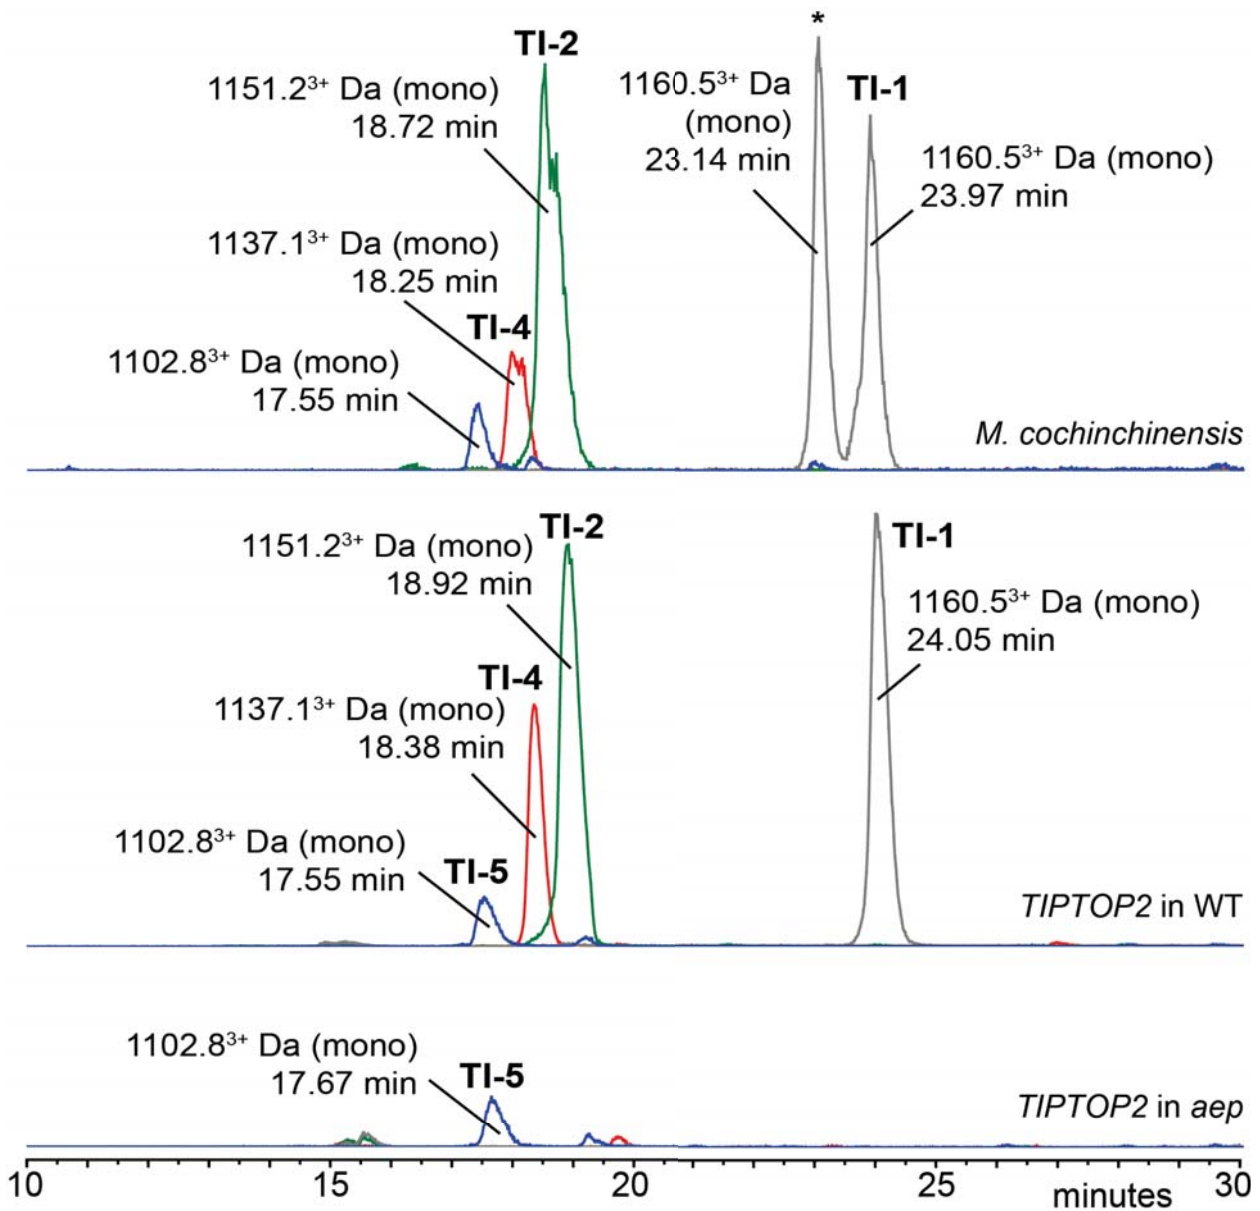 *
TI-2
1151.2³⁺ Da (mono)
18.72 min
1160.5³⁺ Da
(mono)
23.14 min
TI-1
1160.5³⁺ Da (mono)
23.97 min
1137.1³⁺ Da (mono)
18.25 min
TI-4
1102.8³⁺ Da (mono)
17.55 min
M. cochinchinensis
TI-2
1151.2³⁺ Da (mono)
18.92 min
TI-1
1160.5³⁺ Da (mono)
24.05 min
TI-4
1137.1³⁺ Da (mono)
18.38 min
1102.8³⁺ Da (mono)
17.55 min
TI-5
TIPTOP2 in WT
1102.8³⁺ Da (mono)
17.67 min
TI-5
TIPTOP2 in aep
10 15 20 25 30
minutes